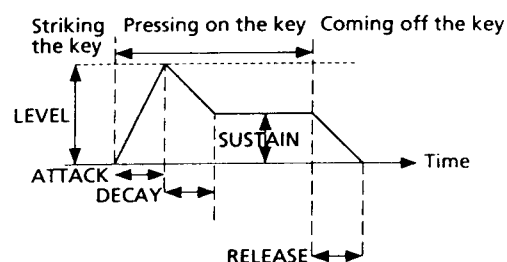 Striking the key
Pressing on the key
Coming off the key
LEVEL
SUSTAIN
Time
ATTACK
DECAY
RELEASE